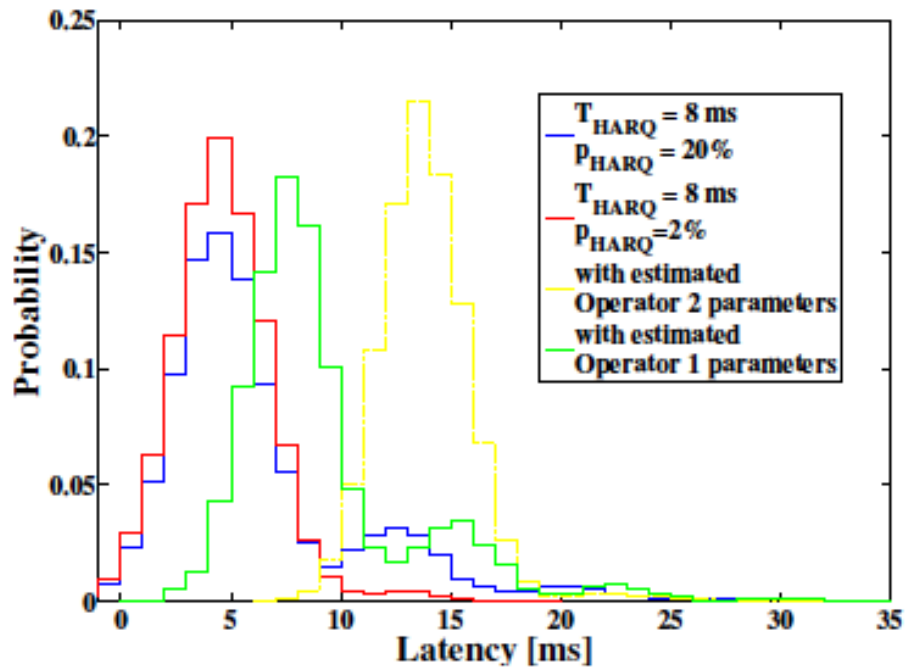 0.25
0.2
0.15
0.1
0.05
0
Probability
T_HARQ = 8 ms
p_HARQ = 20%
T_HARQ = 8 ms
p_HARQ=2%
with estimated
Operator 2 parameters
with estimated
Operator 1 parameters
0 5 10 15 20 25 30 35
Latency [ms]